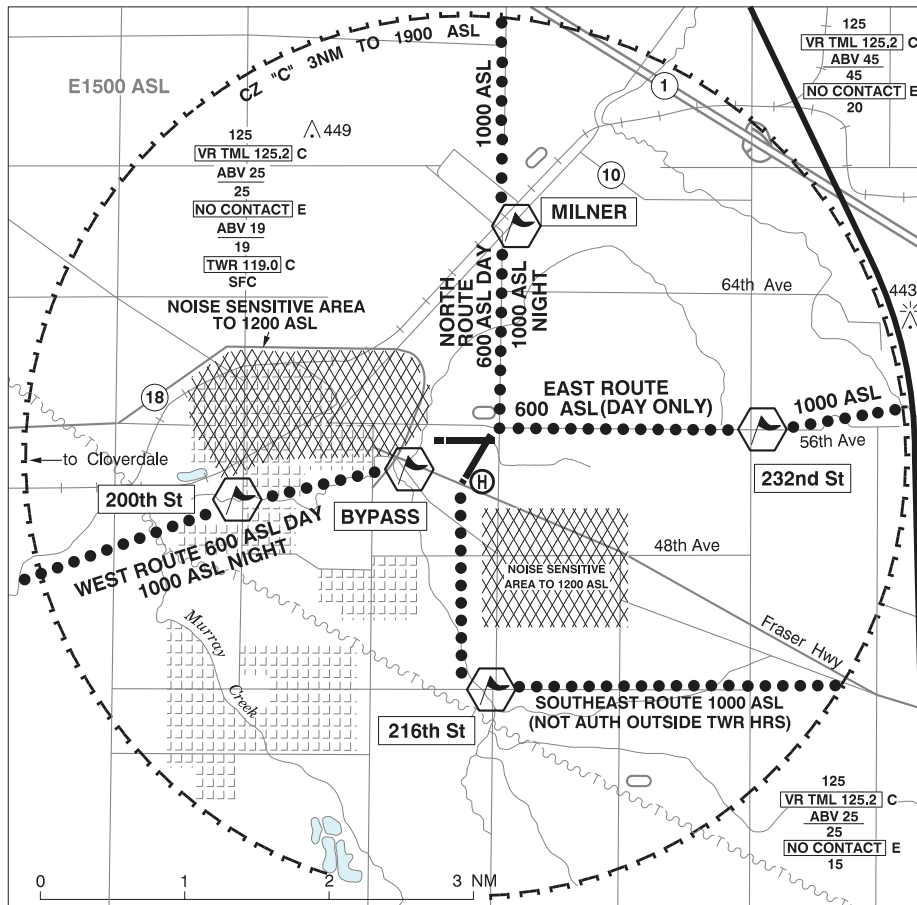 CZ "C" 3NM TO 1900 ASL
E1500 ASL
125
VR TML 125.2 C
ABV 25
25
NO CONTACT E
ABV 19
19
TWR 119.0 C
SFC
449
1000 ASL
1
10
125
VR TML 125.2 C
ABV 45
45
NO CONTACT E
20
MILNER
NORTH
ROUTE
600 ASL DAY
1000 ASL
NIGHT
64th Ave
443
NOISE SENSITIVE AREA
TO 1200 ASL
18
EAST ROUTE
600 ASL (DAY ONLY)
1000 ASL
56th Ave
to Cloverdale
200th St
BYPASS
H
232nd St
WEST ROUTE 600 ASL DAY
1000 ASL NIGHT
48th Ave
NOISE SENSITIVE
AREA TO 1200 ASL
Murray
Creek
Fraser Hwy
216th St
SOUTHEAST ROUTE 1000 ASL
(NOT AUTH OUTSIDE TWR HRS)
125
VR TML 125.2 C
ABV 25
25
NO CONTACT E
15
0 1 2 3 NM